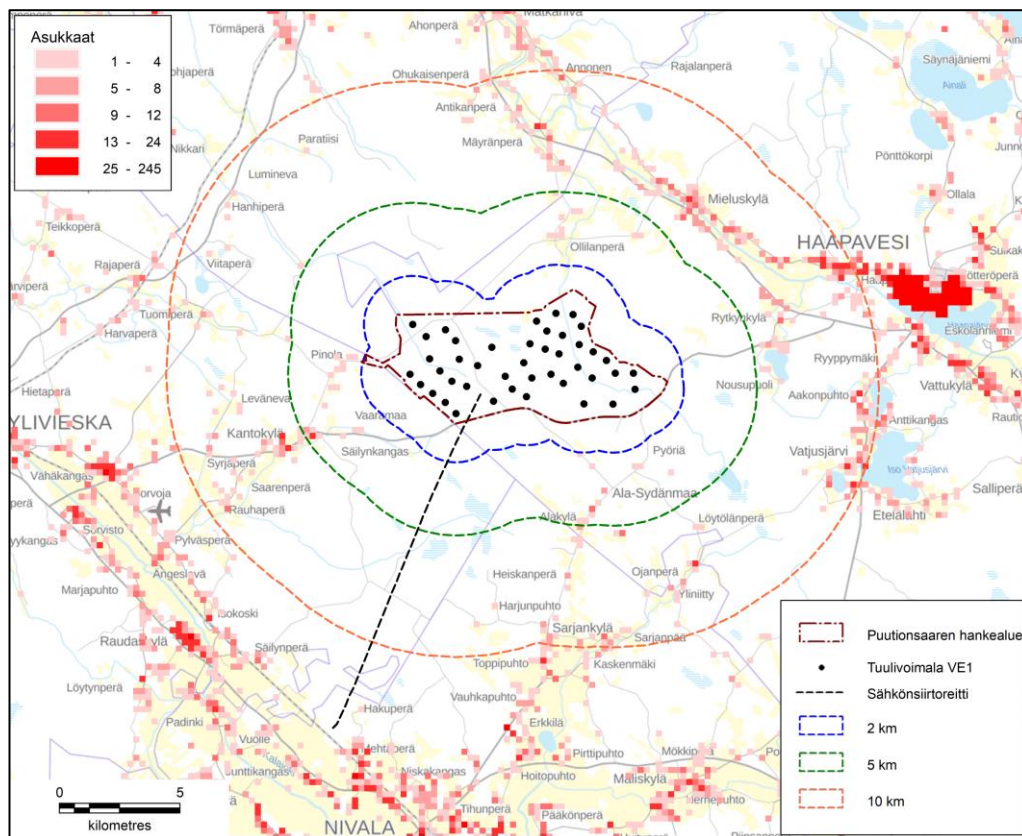 Asukkaat
1 - 4
5 - 8
9 - 12
13 - 24
25 - 245
Törmäperä
Ahonperä
Matkaniva
Ohukaisenperä
Annonen
Rajalanperä
Säynäjäniemi
Ainali
Antikanperä
Mäyränperä
Nikkari
Paratiisi
Lumineva
Pönttökorpi
Hanhiperä
Mieluskylä
Ollala
Teikkoperä
Ollilanperä
HAAPAVESI
Rajaperä
Viitaperä
Tuomiperä
Harvaperä
Rytkynkylä
Eskolanniemi
Pinola
Ryyppymäki
Hietaperä
Leväneva
Nousupuoli
Vattukylä
Aakonpuhto
Vaaramaa
YLIVIESKA
Kantokylä
Anttikangas
Säilynkangas
Pyöriä
Vatjusjärvi
Vähäkangas
Syrjäperä
Iso Vatjusjärvi
Saarenperä
Ala-Sydänmaa
Salliperä
Rauhaperä
Alakylä
Löytölänperä
Etelälahti
Sorvisto
Pylväsperä
Marjapuhto
Angeslevä
Heiskanperä
Ojanperä
Yliniitty
Harjunpuhto
Sarjankylä
Sarjanpää
Säilynperä
Toppipuhto
Kaskenmäki
Löytynperä
Vauhkapuhto
Hakuperä
Padinki
Vuolle
Erkkilä
Pirttipuhto
Niskakangas
Hoitopuhto
Maliskylä
Tihunperä
Pääkönperä
NIVALA
0 5
kilometres
Puutionsaaren hankealue
Tuulivoimala VE1
Sähkönsiirtoreitti
2 km
5 km
10 km